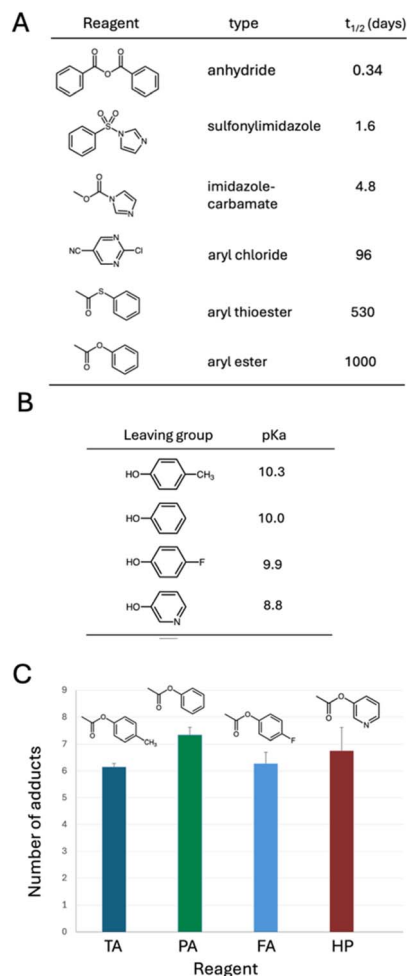 A
Reagent type t1/2 (days)
O O
O
anhydride 0.34
O O
S
N
N
sulfonylimidazole 1.6
O
O N
N
imidazole-
carbamate
4.8
N
NC Cl
N
aryl chloride 96
S
O
aryl thioester 530
O
O
aryl ester 1000
B
Leaving group pKa
HO CH3 10.3
HO 10.0
HO F 9.9
HO
N
8.8
C
9
8
7
6
5
4
3
2
1
0
Number of adducts
O
O
CH3
O
O
O
O
F
O
O
N
TA PA FA HP
Reagent